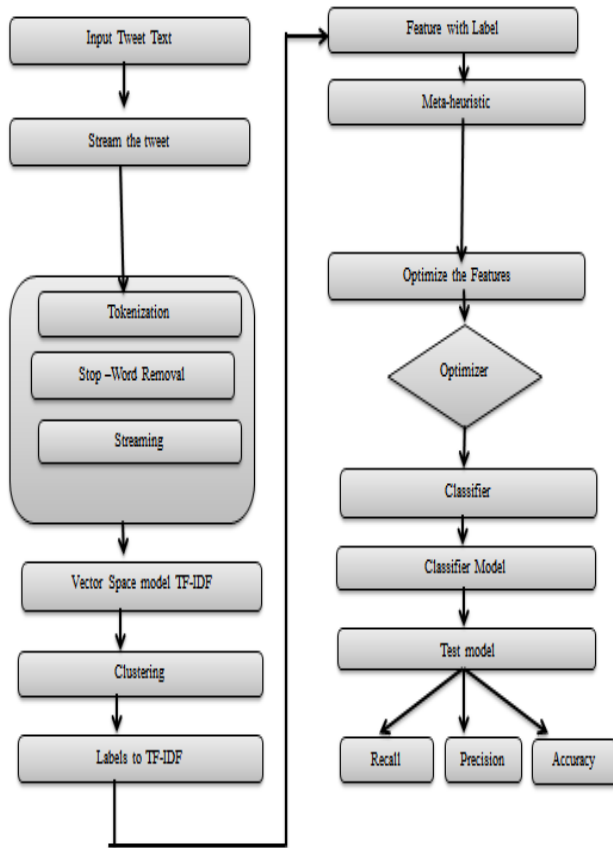 Input Tweet Text
Stream the tweet
Tokenization
Stop –Word Removal
Streaming
Vector Space model TF-IDF
Clustering
Labels to TF-IDF
Feature with Label
Meta-heuristic
Optimize the Features
Optimizer
Classifier
Classifier Model
Test model
Recall
Precision
Accuracy